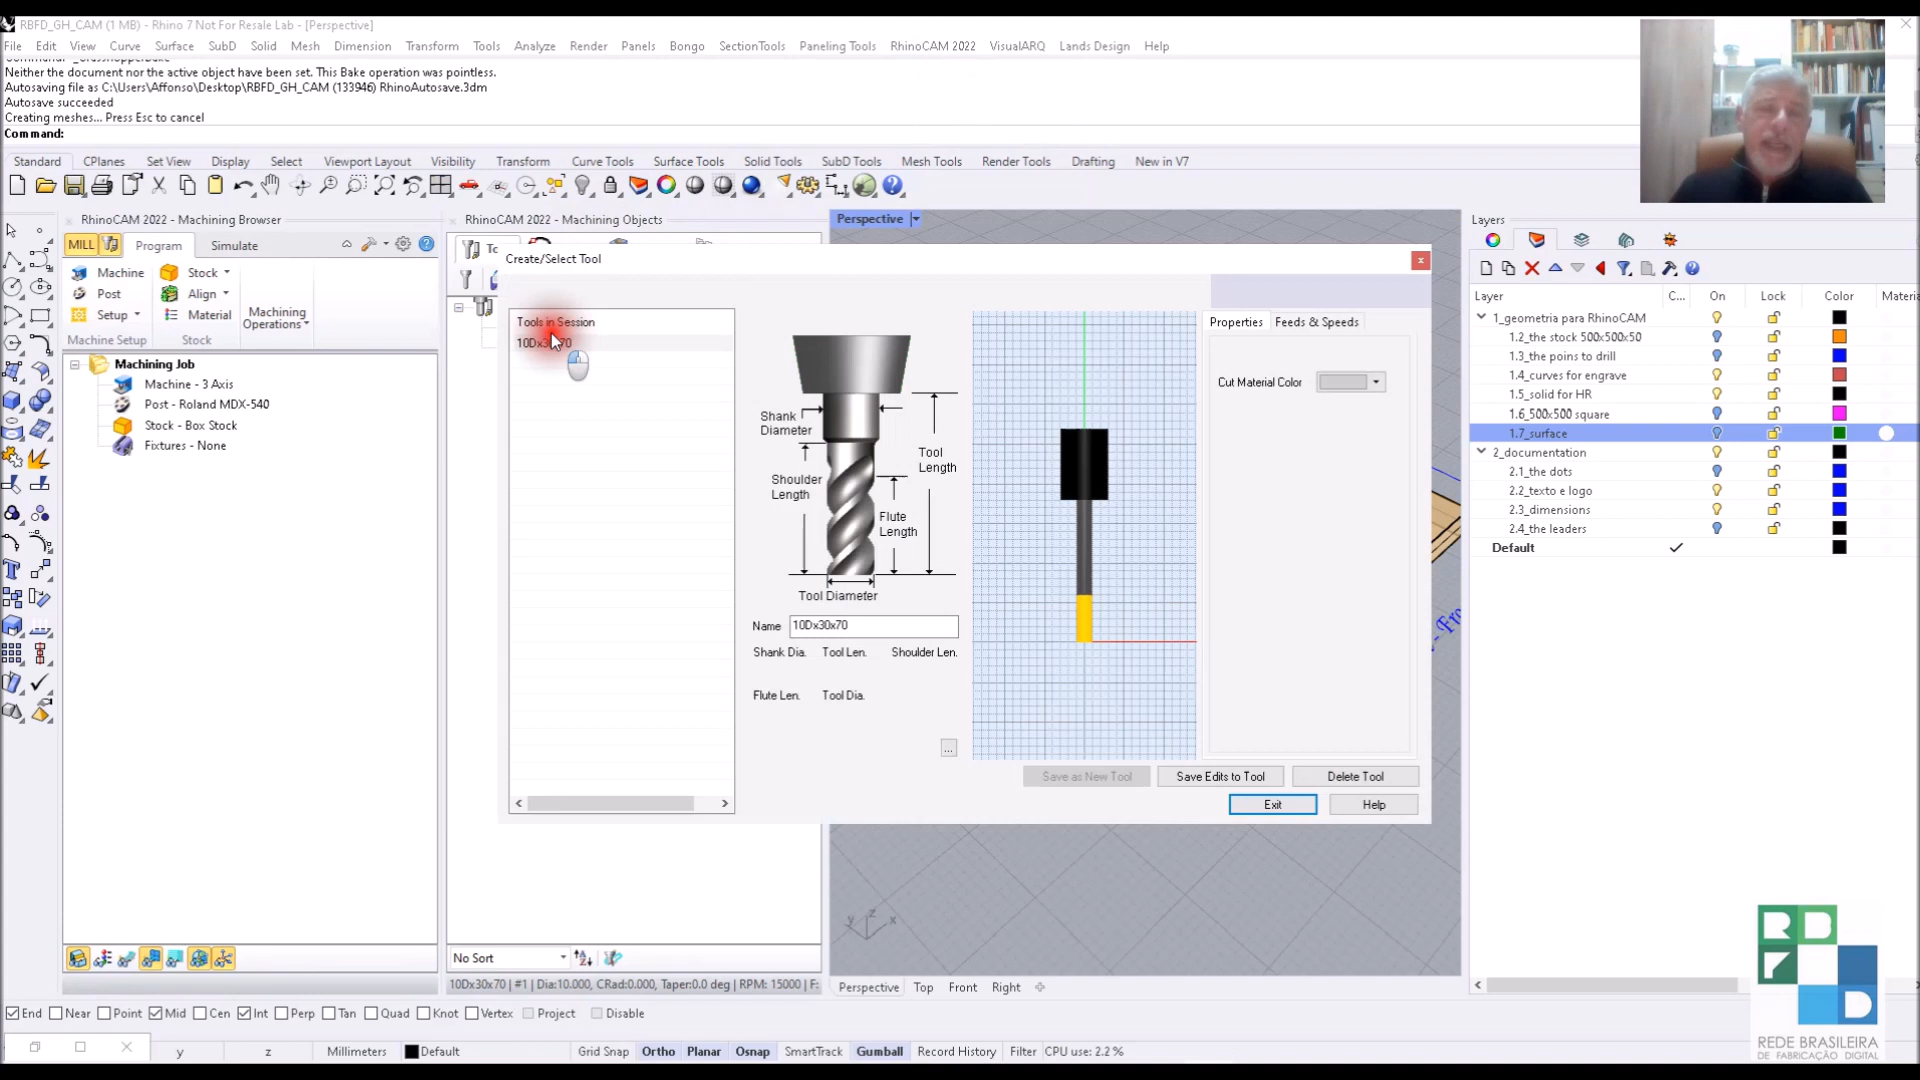 RBFD_GH_CAM (1 MB) - Rhino 7 Not For Resale Lab - [Perspective]
File Edit View Curve Surface SubD Solid Mesh Dimension Transform Tools Analyze Render Panels Bongo SectionTools Paneling Tools RhinoCAM 2022 VisualARQ Lands Design Help
Neither the document nor the active object have been set. This Bake operation was pointless.
Autosaving file as C:\Users\Affonso\Desktop\RBFD_GH_CAM (133946) RhinoAutosave.3dm
Autosave succeeded
Creating meshes... Press Esc to cancel
Command:
Standard CPlanes Set View Display Select Viewport Layout Visibility Transform Curve Tools Surface Tools Solid Tools SubD Tools Mesh Tools Render Tools Drafting New in V7
RhinoCAM 2022 - Machining Browser
MILL Program Simulate
Machine Stock
Post Align
Setup Material
Machining Operations
Machine Setup Stock
Machining Job
Machine - 3 Axis
Post - Roland MDX-540
Stock - Box Stock
Fixtures - None
RhinoCAM 2022 - Machining Objects
Create/Select Tool
Tools in Session
10Dx30x70
Shank Diameter
Shoulder Length
Tool Length
Flute Length
Tool Diameter
Name 10Dx30x70
Shank Dia. Tool Len. Shoulder Len.
Flute Len. Tool Dia.
...
Properties Feeds & Speeds
Cut Material Color
Save as New Tool Save Edits to Tool Delete Tool
Exit Help
No Sort
10Dx30x70 | #1 | Dia:10.000, CRad:0.000, Taper:0.0 deg | RPM: 15000 | F:
Perspective
z
y x
Perspective Top Front Right
Layers
Layer C... On Lock Color Materia
1_geometria para RhinoCAM
1.2_the stock 500x500x50
1.3_the poins to drill
1.4_curves for engrave
1.5_solid for HR
1.6_500x500 square
1.7_surface
2_documentation
2.1_the dots
2.2_texto e logo
2.3_dimensions
2.4_the leaders
Default
End Near Point Mid Cen Int Perp Tan Quad Knot Vertex Project Disable
y z Millimeters Default Grid Snap Ortho Planar Osnap SmartTrack Gumball Record History Filter CPU use: 2.2 %
RBFD
REDE BRASILEIRA
DE FABRICAÇÃO DIGITAL